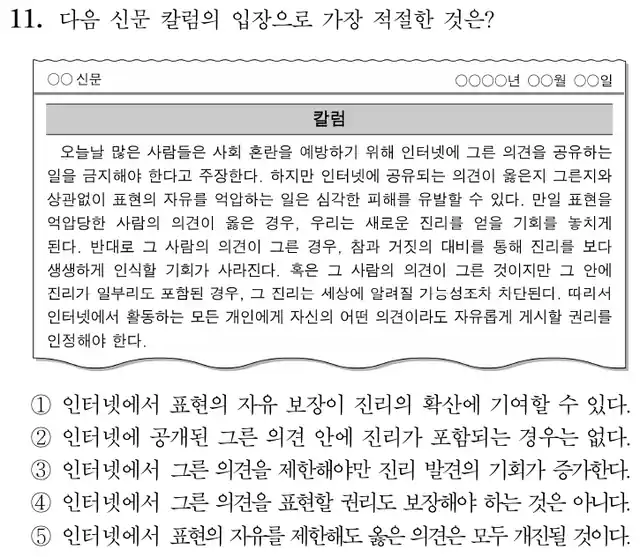 11. 다음 신문 칼럼의 입장으로 가장 적절한 것은?
○○ 신문 ○○○○년 ○○월 ○○일
칼럼
오늘날 많은 사람들은 사회 혼란을 예방하기 위해 인터넷에 그른 의견을 공유하는
일을 금지해야 한다고 주장한다. 하지만 인터넷에 공유되는 의견이 옳은지 그른지와
상관없이 표현의 자유를 억압하는 일은 심각한 피해를 유발할 수 있다. 만일 표현을
억압당한 사람의 의견이 옳은 경우, 우리는 새로운 진리를 얻을 기회를 놓치게
된다. 반대로 그 사람의 의견이 그른 경우, 참과 거짓의 대비를 통해 진리를 보다
생생하게 인식할 기회가 사라진다. 혹은 그 사람의 의견이 그른 것이지만 그 안에
진리가 일부라도 포함된 경우, 그 진리는 세상에 알려질 가능성조차 차단된다. 따라서
인터넷에서 활동하는 모든 개인에게 자신의 어떤 의견이라도 자유롭게 게시할 권리를
인정해야 한다.
① 인터넷에서 표현의 자유 보장이 진리의 확산에 기여할 수 있다.
② 인터넷에 공개된 그른 의견 안에 진리가 포함되는 경우는 없다.
③ 인터넷에서 그른 의견을 제한해야만 진리 발견의 기회가 증가한다.
④ 인터넷에서 그른 의견을 표현할 권리도 보장해야 하는 것은 아니다.
⑤ 인터넷에서 표현의 자유를 제한해도 옳은 의견은 모두 개진될 것이다.